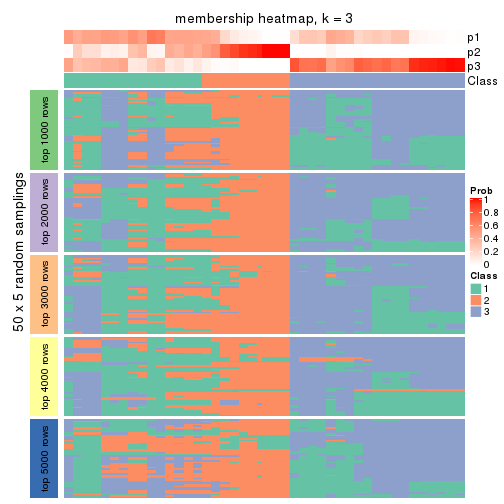 membership heatmap, k = 3
p1
p2
p3
Class
50 x 5 random samplings
top 1000 rows
top 2000 rows
top 3000 rows
top 4000 rows
top 5000 rows
Prob
1
0.8
0.6
0.4
0.2
0
Class
1
2
3